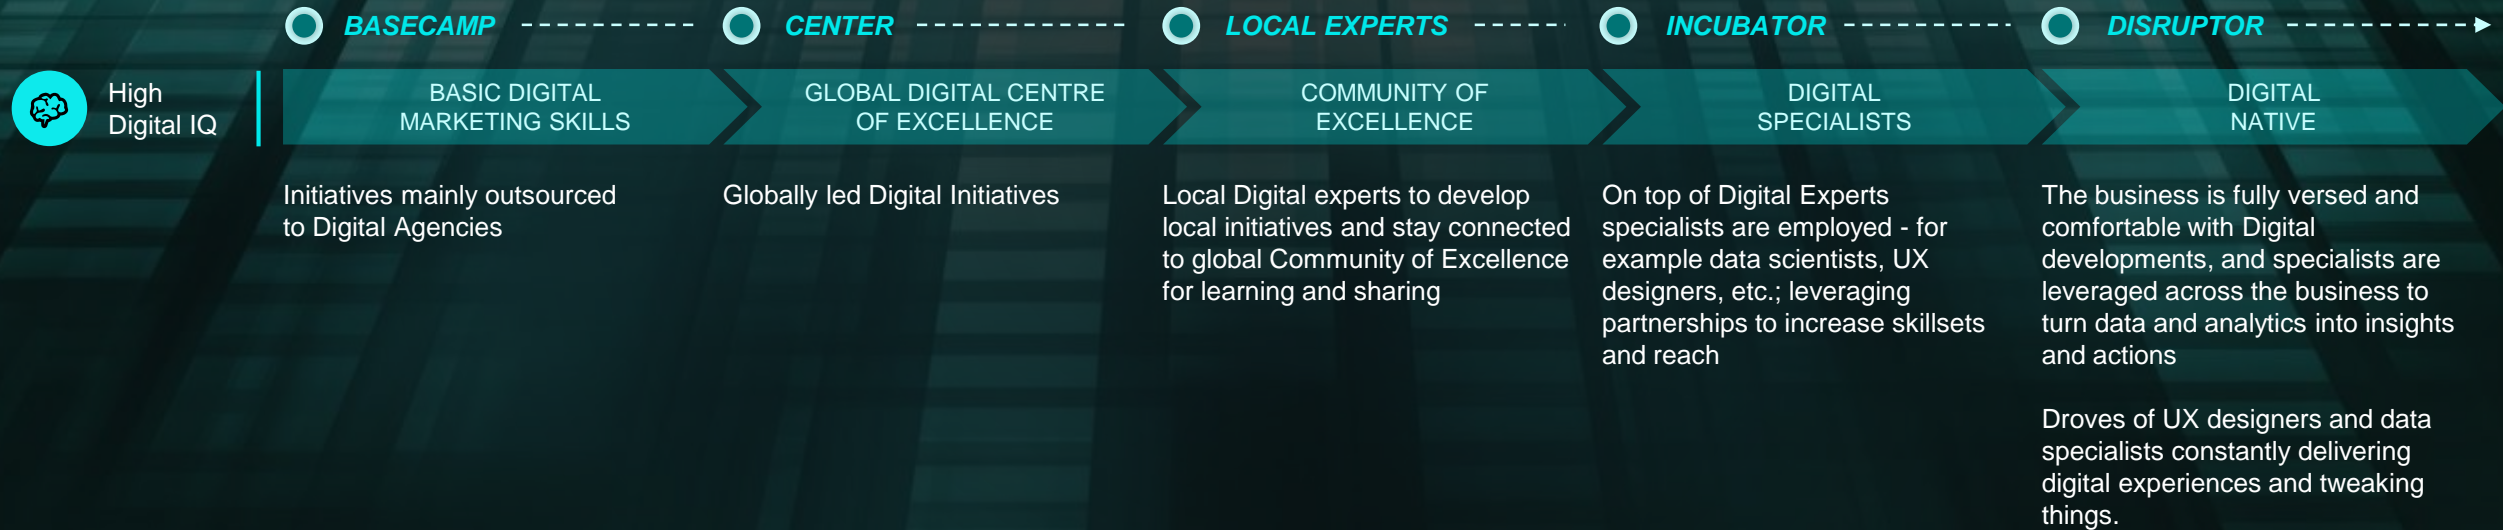 BASECAMP
CENTER
LOCAL EXPERTS
INCUBATOR
DISRUPTOR
High
Digital IQ
BASIC DIGITAL
MARKETING SKILLS
GLOBAL DIGITAL CENTRE
OF EXCELLENCE
COMMUNITY OF
EXCELLENCE
DIGITAL
SPECIALISTS
DIGITAL
NATIVE
Initiatives mainly outsourced
to Digital Agencies
Globally led Digital Initiatives
Local Digital experts to develop
local initiatives and stay connected
to global Community of Excellence
for learning and sharing
On top of Digital Experts
specialists are employed - for
example data scientists, UX
designers, etc.; leveraging
partnerships to increase skillsets
and reach
The business is fully versed and
comfortable with Digital
developments, and specialists are
leveraged across the business to
turn data and analytics into insights
and actions
Droves of UX designers and data
specialists constantly delivering
digital experiences and tweaking
things.